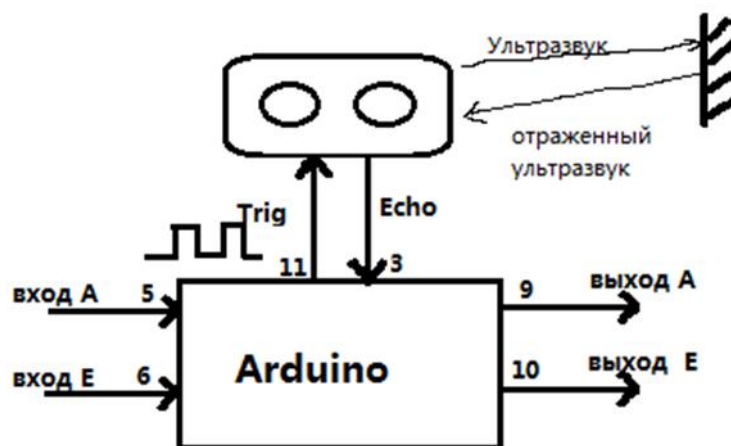 Ультразвук
отраженный
ультразвук
Trig
Echo
11
3
вход A
5
9
выход A
вход E
6
Arduino
10
выход E